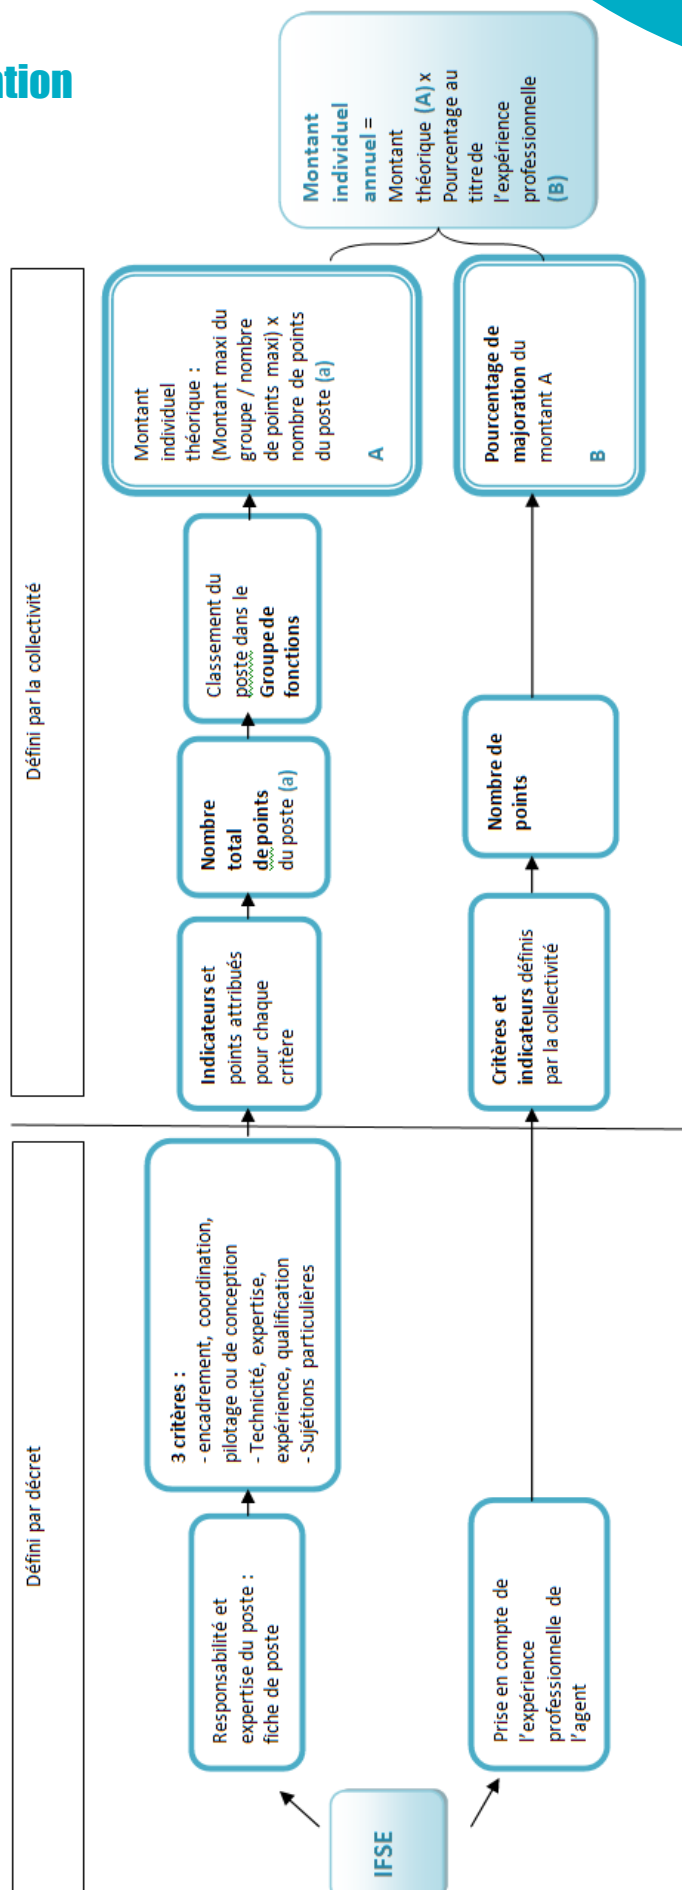 ation
Défini par décret
Défini par la collectivité
IFSE
Responsabilité et
expertise du poste :
fiche de poste
3 critères :
- encadrement, coordination,
pilotage ou de conception
- Technicité, expertise,
expérience, qualification
- Sujétions particulières
Indicateurs et
points attribués
pour chaque
critère
Nombre
total
de points
du poste (a)
Classement du
poste dans le
Groupe de
fonctions
Montant
individuel
théorique :
(Montant maxi du
groupe / nombre
de points maxi) x
nombre de points
du poste (a)
A
Prise en compte de
l'expérience
professionnelle de
l'agent
Critères et
indicateurs définis
par la collectivité
Nombre de
points
Pourcentage de
majoration du
montant A
B
Montant
individuel
annuel =
Montant
théorique (A) x
Pourcentage au
titre de
l'expérience
professionnelle
(B)